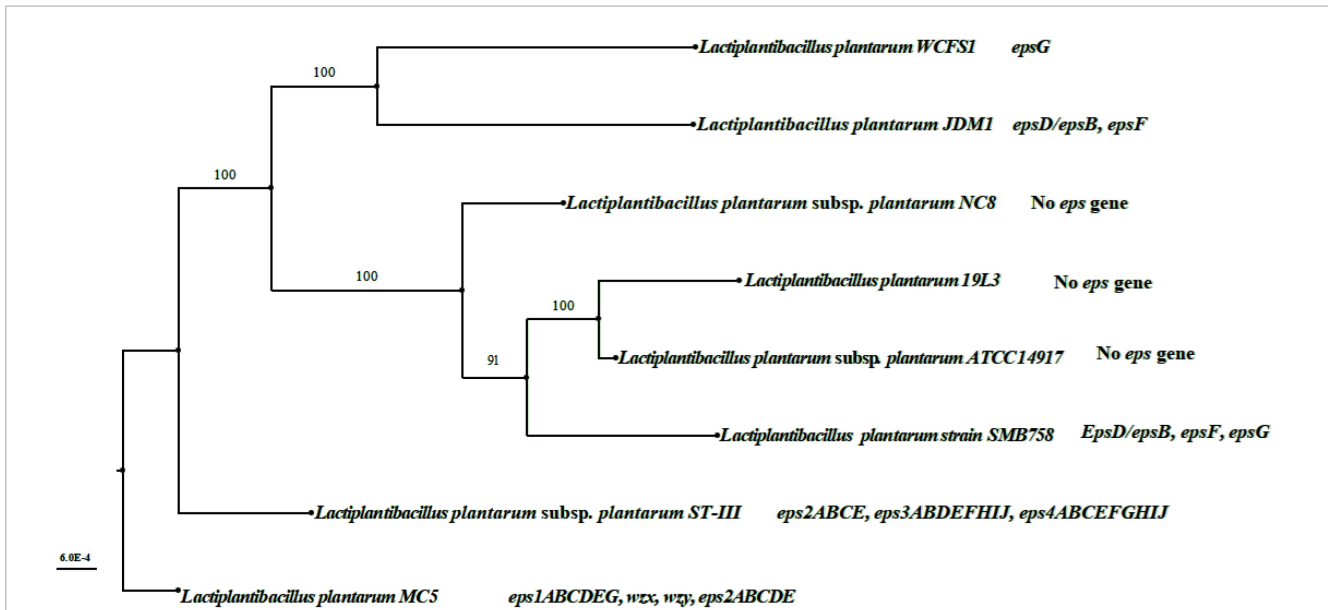 Lactiplantibacillus plantarum WCFS1 epsG
100
Lactiplantibacillus plantarum JDM1 epsD/epsB, epsF
100
Lactiplantibacillus plantarum subsp. plantarum NC8 No eps gene
100
Lactiplantibacillus plantarum 19L3 No eps gene
100
Lactiplantibacillus plantarum subsp. plantarum ATCC14917 No eps gene
91
Lactiplantibacillus plantarum strain SMB758 EpsD/epsB, epsF, epsG
Lactiplantibacillus plantarum subsp. plantarum ST-III eps2ABCE, eps3ABDEFHIJ, eps4ABCEFGHIJ
6.0E-4
Lactiplantibacillus plantarum MC5 eps1ABCDEG, wzx, wzy, eps2ABCDE